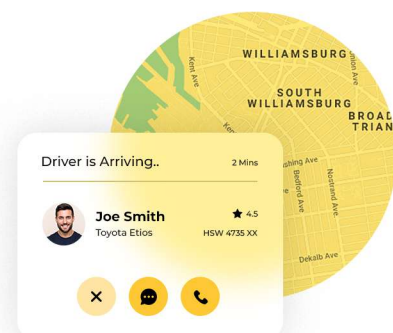 WILLIAMSBURG
Kent Ave
SOUTH
WILLIAMSBURG
BROAD
TRIAN
Driver is Arriving..
2 Mins
Joe Smith
4.5
Toyota Etios
HSW 4735 XX
Bedford Ave
Nostrand Ave
Dekalb Ave